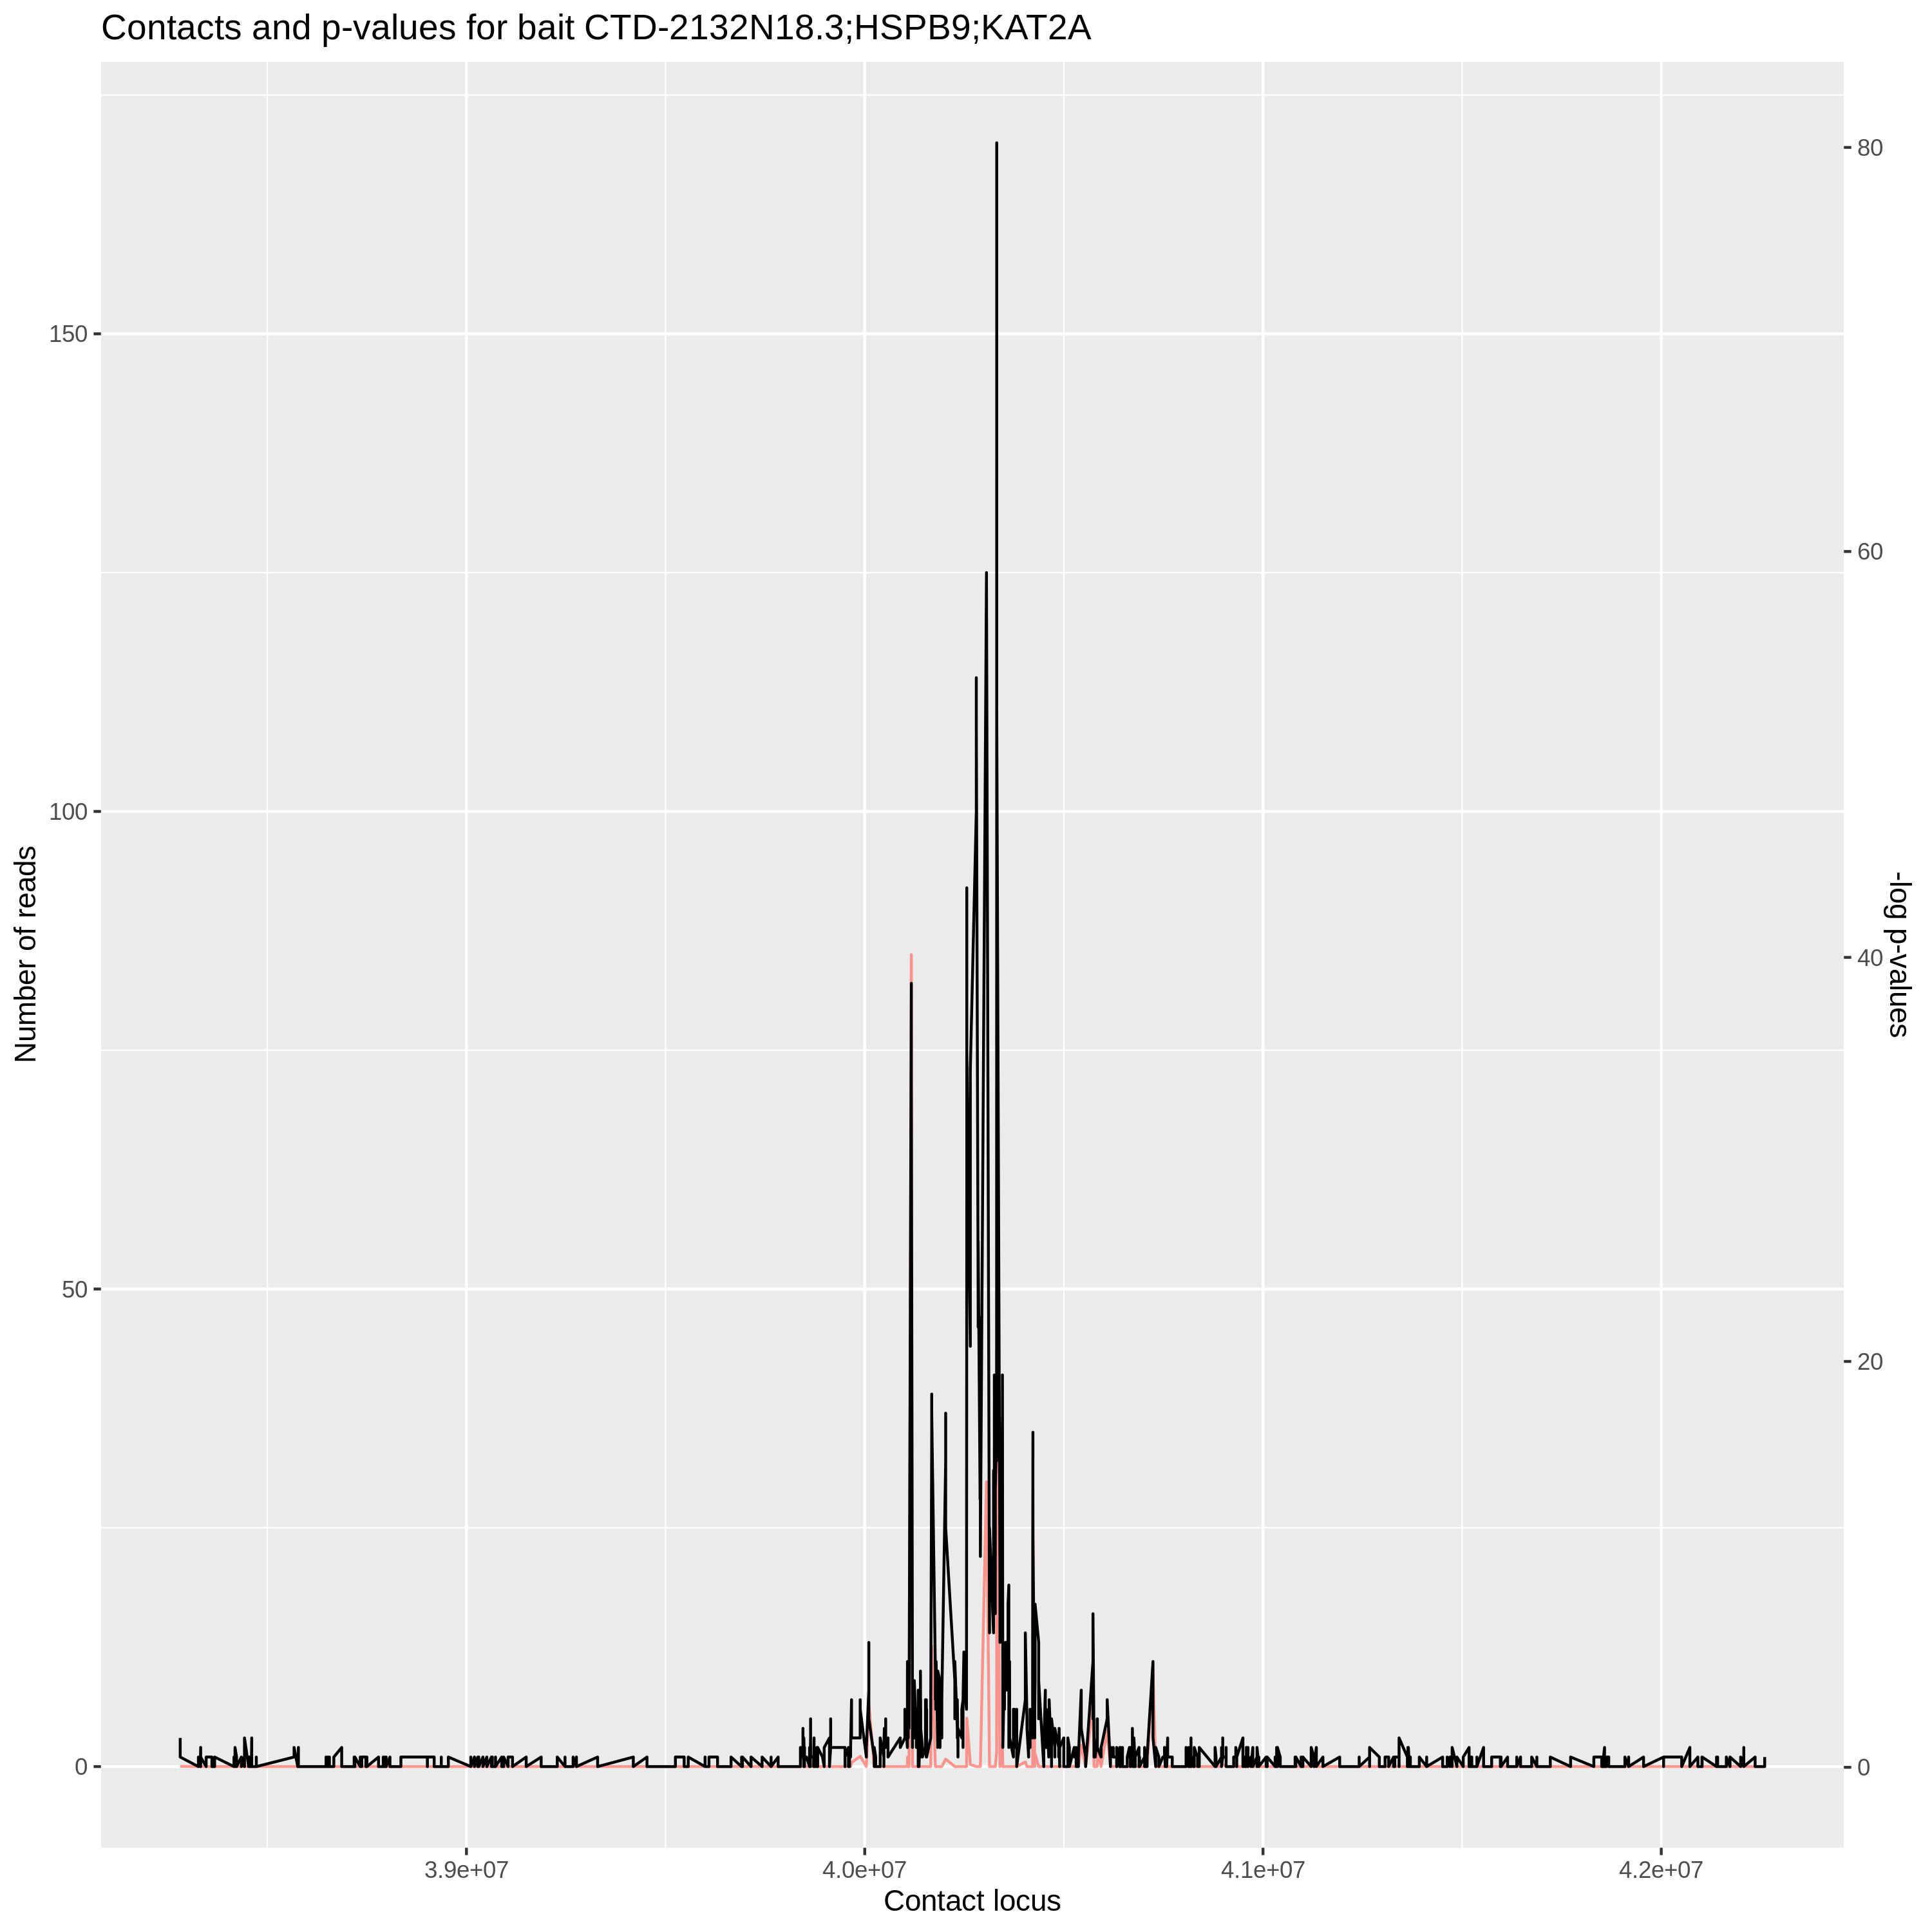 Contacts and p-values for bait CTD-2132N18.3;HSPB9;KAT2A
Number of reads
150
100
50
0
80
60
40
20
0
-log p-values
3.9e+07 4.0e+07 4.1e+07 4.2e+07
Contact locus